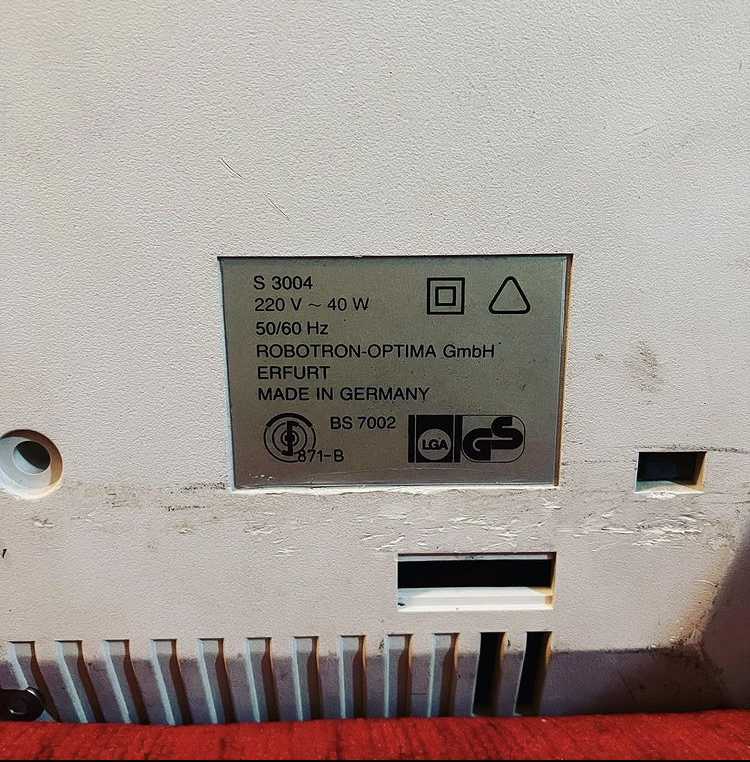 S 3004
220 V ~ 40 W
50/60 Hz
ROBOTRON-OPTIMA GmbH
ERFURT
MADE IN GERMANY
BS 7002
871-B
LGA
GS